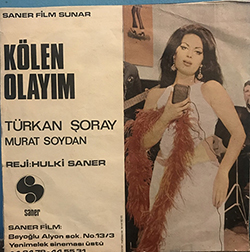 SANER FİLM SUNAR
KÖLEN
OLAYIM
TÜRKAN ŞORAY
MURAT SOYDAN
REJİ: HULKİ SANER
saner
SANER FİLM:
Beyoğlu Alyon sok. No.13/3
Yenimelek sineması üstü